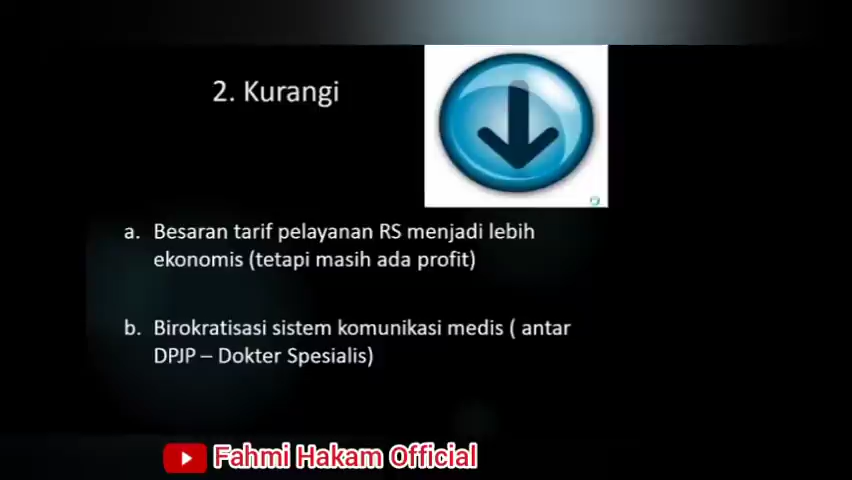 2. Kurangi
a. Besaran tarif pelayanan RS menjadi lebih
ekonomis (tetapi masih ada profit)
b. Birokratisasi sistem komunikasi medis ( antar
DPJP – Dokter Spesialis)
Fahmi Hakam Official